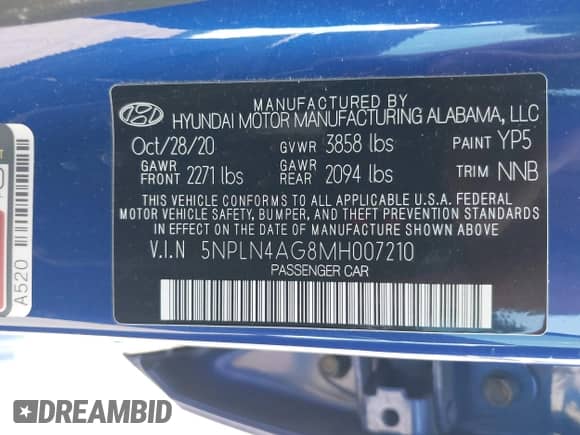 MANUFACTURED BY
HYUNDAI MOTOR MANUFACTURING ALABAMA, LLC
Oct/28/20 GVWR 3858 lbs PAINT YP5
GAWR FRONT 2271 lbs GAWR REAR 2094 lbs TRIM NNB
THIS VEHICLE CONFORMS TO ALL APPLICABLE U.S.A. FEDERAL
MOTOR VEHICLE SAFETY, BUMPER, AND THEFT PREVENTION STANDARDS
IN EFFECT ON THE DATE OF MANUFACTURE SHOWN ABOVE.
V.I.N 5NPLN4AG8MH007210
PASSENGER CAR
A520
DREAMBID